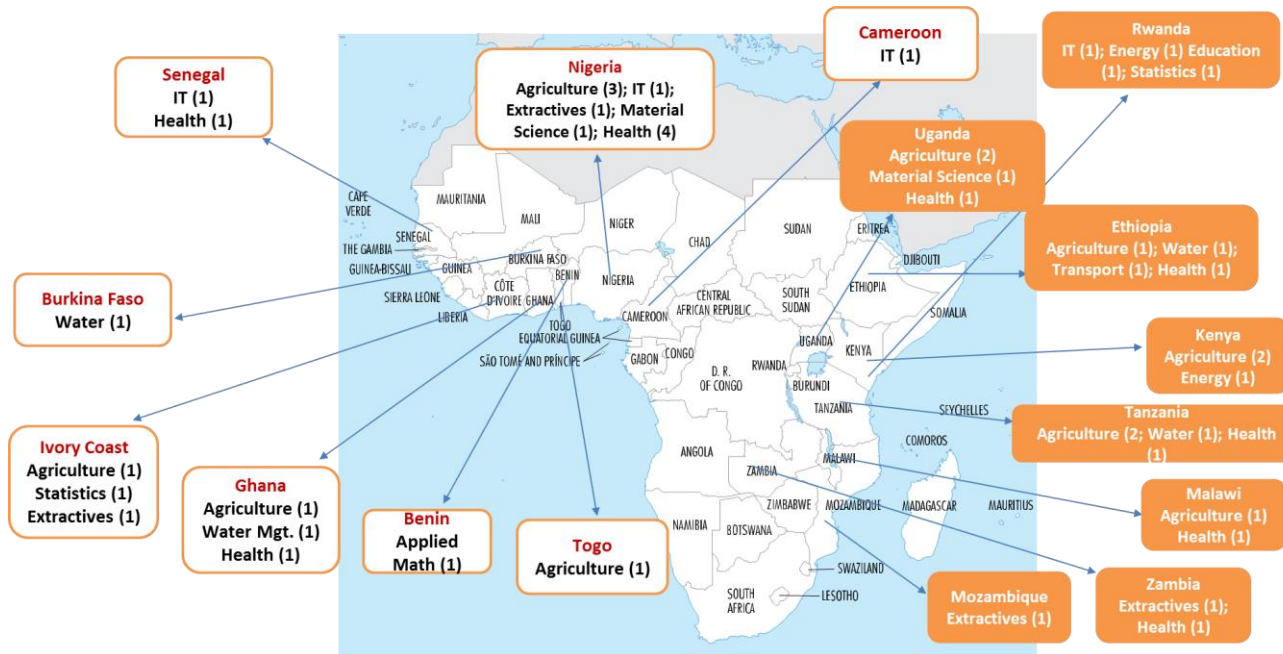 Cameroon
IT (1)
Rwanda
IT (1); Energy (1) Education
(1); Statistics (1)
Senegal
IT (1)
Health (1)
Nigeria
Agriculture (3); IT (1);
Extractives (1); Material
Science (1); Health (4)
Uganda
Agriculture (2)
Material Science (1)
Health (1)
Ethiopia
Agriculture (1); Water (1);
Transport (1); Health (1)
Burkina Faso
Water (1)
Kenya
Agriculture (2)
Energy (1)
Tanzania
Agriculture (2; Water (1); Health
(1)
Ivory Coast
Agriculture (1)
Statistics (1)
Extractives (1)
Ghana
Agriculture (1)
Water Mgt. (1)
Health (1)
Benin
Applied
Math (1)
Togo
Agriculture (1)
Malawi
Agriculture (1)
Health (1)
Mozambique
Extractives (1)
Zambia
Extractives (1);
Health (1)
CAPE
VERDE
MAURITANIA
MALI
NIGER
CHAD
SUDAN
ERITREA
DJIBOUTI
SENEGAL
THE GAMBIA
GUINEA-BISSAU
GUINEA
SIERRA LEONE
LIBERIA
BURKINA FASO
CÔTE
D'IVOIRE
GHANA
BENIN
NIGERIA
TOGO
EQUATORIAL GUINEA
SÃO TOMÉ AND PRÍNCIPE
CAMEROON
CENTRAL
AFRICAN REPUBLIC
SOUTH
SUDAN
ETHIOPIA
SOMALIA
GABON
CONGO
D. R.
OF CONGO
UGANDA
KENYA
RWANDA
BURUNDI
TANZANIA
SEYCHELLES
COMOROS
ANGOLA
ZAMBIA
MALAWI
ZIMBABWE
MOZAMBIQUE
MADAGASCAR
MAURITIUS
NAMIBIA
BOTSWANA
SWAZILAND
LESOTHO
SOUTH
AFRICA